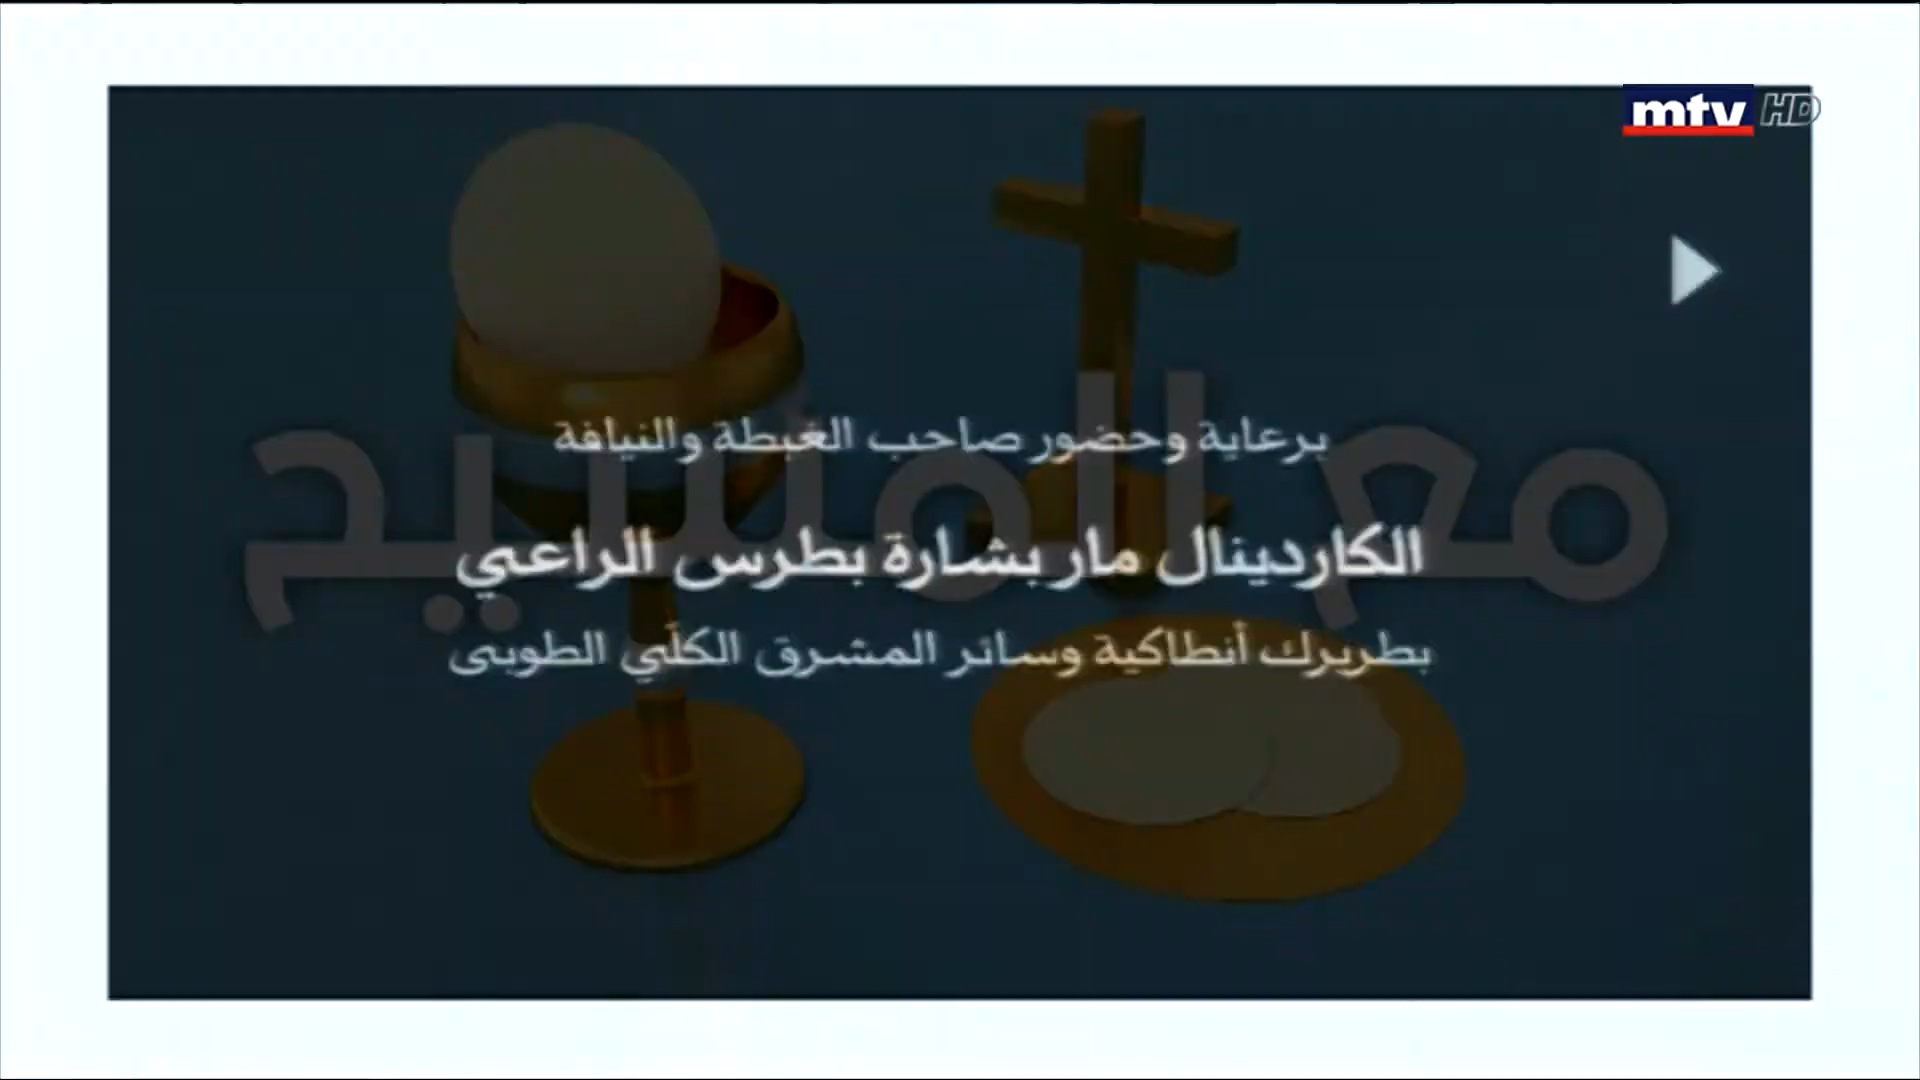 mtv HD
برعاية وحضور صاحب الغبطة والنيافة
مع المسيح
الكاردينال مار بشارة بطرس الراعي
بطريرك أنطاكية وسائر المشرق الكلّي الطوبى